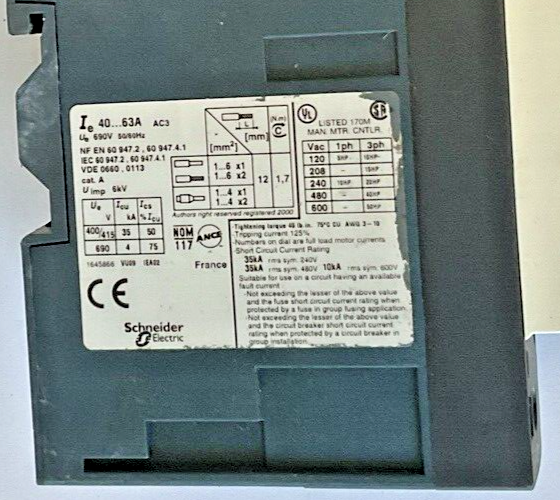 Ie 40...63A AC3
Ue 690V 50/60Hz
NF EN 60 947.2, 60 947.4.1
IEC 60 947.2, 60 947.4.1
VDE 0660, 0113
cat. A
U imp 6kV
Ue Icu Ics
V kA % Icu
400/415 35 50
690 4 75
1645866 VU09 IEA02
CE
Schneider
Electric
L
[mm] (N.m)
[mm²] C
1...6 x1
1...6 x2
1...4 x1
1...4 x2
12 1,7
Authors right reserved registered 2000
NOM
117
ANCE
France
UL LISTED 170M SA
MAN. MTR. CNTLR.
Vac 1ph 3ph
120 5HP 10HP
208 - 15HP
240 10HP 20HP
480 -
600 -
-Tightening torque 40 lb.in. 75°C CU AWG
-Tripping current 125%
-Numbers on dial are full load motor currents
-Short Circuit Current Rating
35kA rms sym. 240V
35kA rms sym. 480V 10kA rms sym. 600V
Suitable for use on a circuit having an available
fault current :
-Not exceeding the lesser of the above value
and the fuse short circuit current rating when
protected by a fuse in group fusing application
-Not exceeding the lesser of the above value
and the circuit breaker short circuit current
rating when protected by a circuit breaker in
group installation